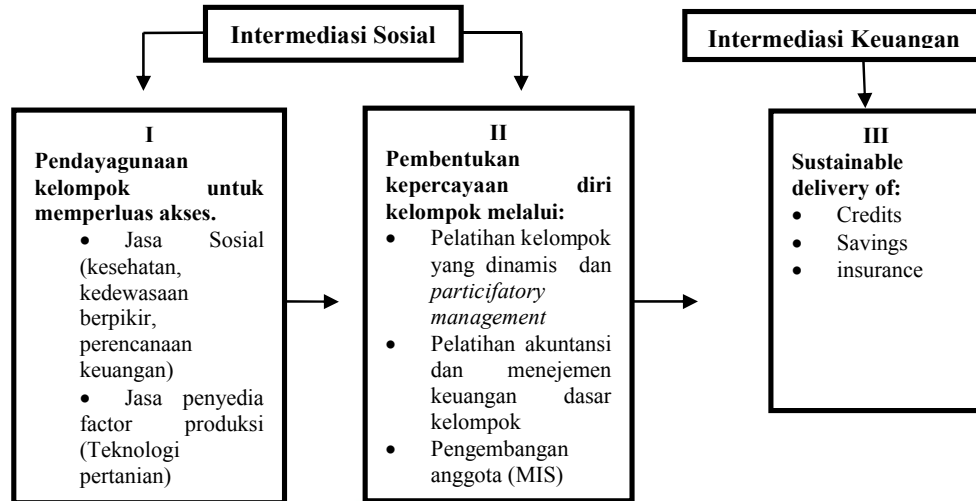 Intermediasi Sosial
Intermediasi Keuangan
I
Pendayagunaan
kelompok untuk
memperluas akses.
• Jasa Sosial
(kesehatan,
kedewasaan
berpikir,
perencanaan
keuangan)
• Jasa penyedia
factor produksi
(Teknologi
pertanian)
II
Pembentukan
kepercayaan diri
kelompok melalui:
• Pelatihan kelompok
yang dinamis dan
particifatory
management
• Pelatihan akuntansi
dan menejemen
keuangan dasar
kelompok
• Pengembangan
anggota (MIS)
III
Sustainable
delivery of:
• Credits
• Savings
• insurance